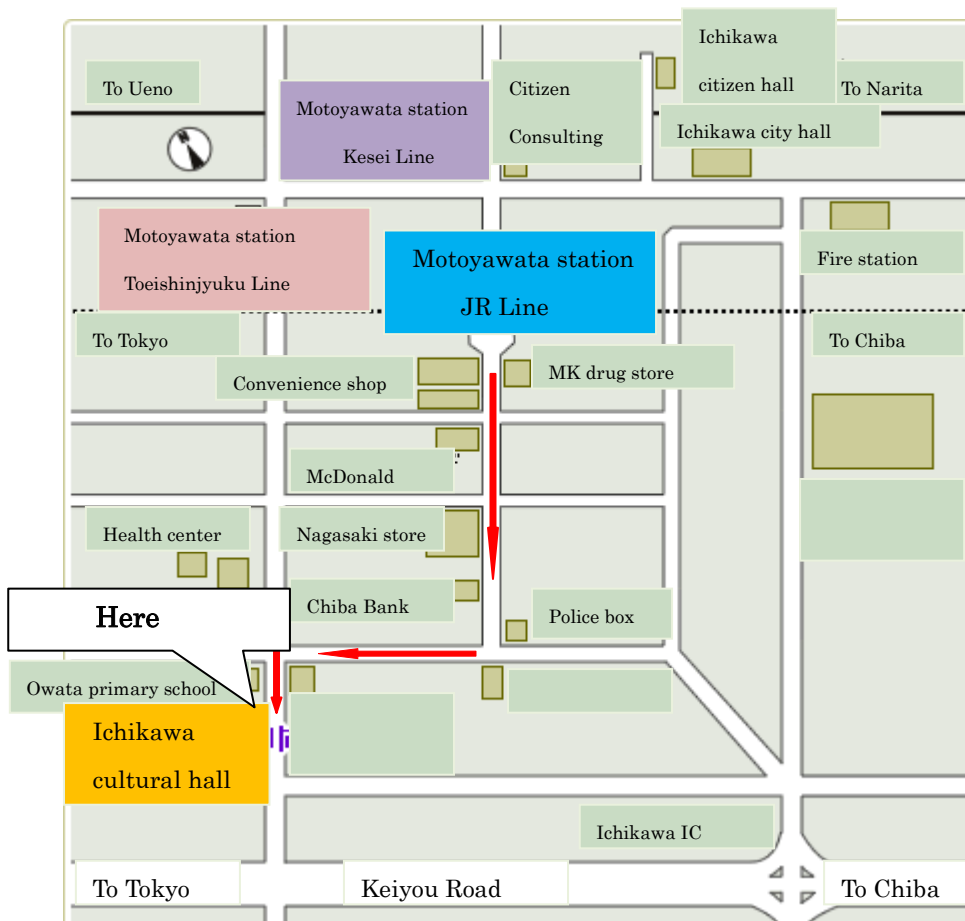 Ichikawa
citizen hall
To Ueno
Citizen
Consulting
To Narita
Motoyawata station
Kesei Line
Ichikawa city hall
Motoyawata station
Toeishinjyuku Line
Motoyawata station
JR Line
Fire station
To Tokyo
To Chiba
Convenience shop
MK drug store
McDonald
Health center
Nagasaki store
Chiba Bank
Police box
Here
Owata primary school
Ichikawa
cultural hall
Ichikawa IC
To Tokyo
Keiyou Road
To Chiba